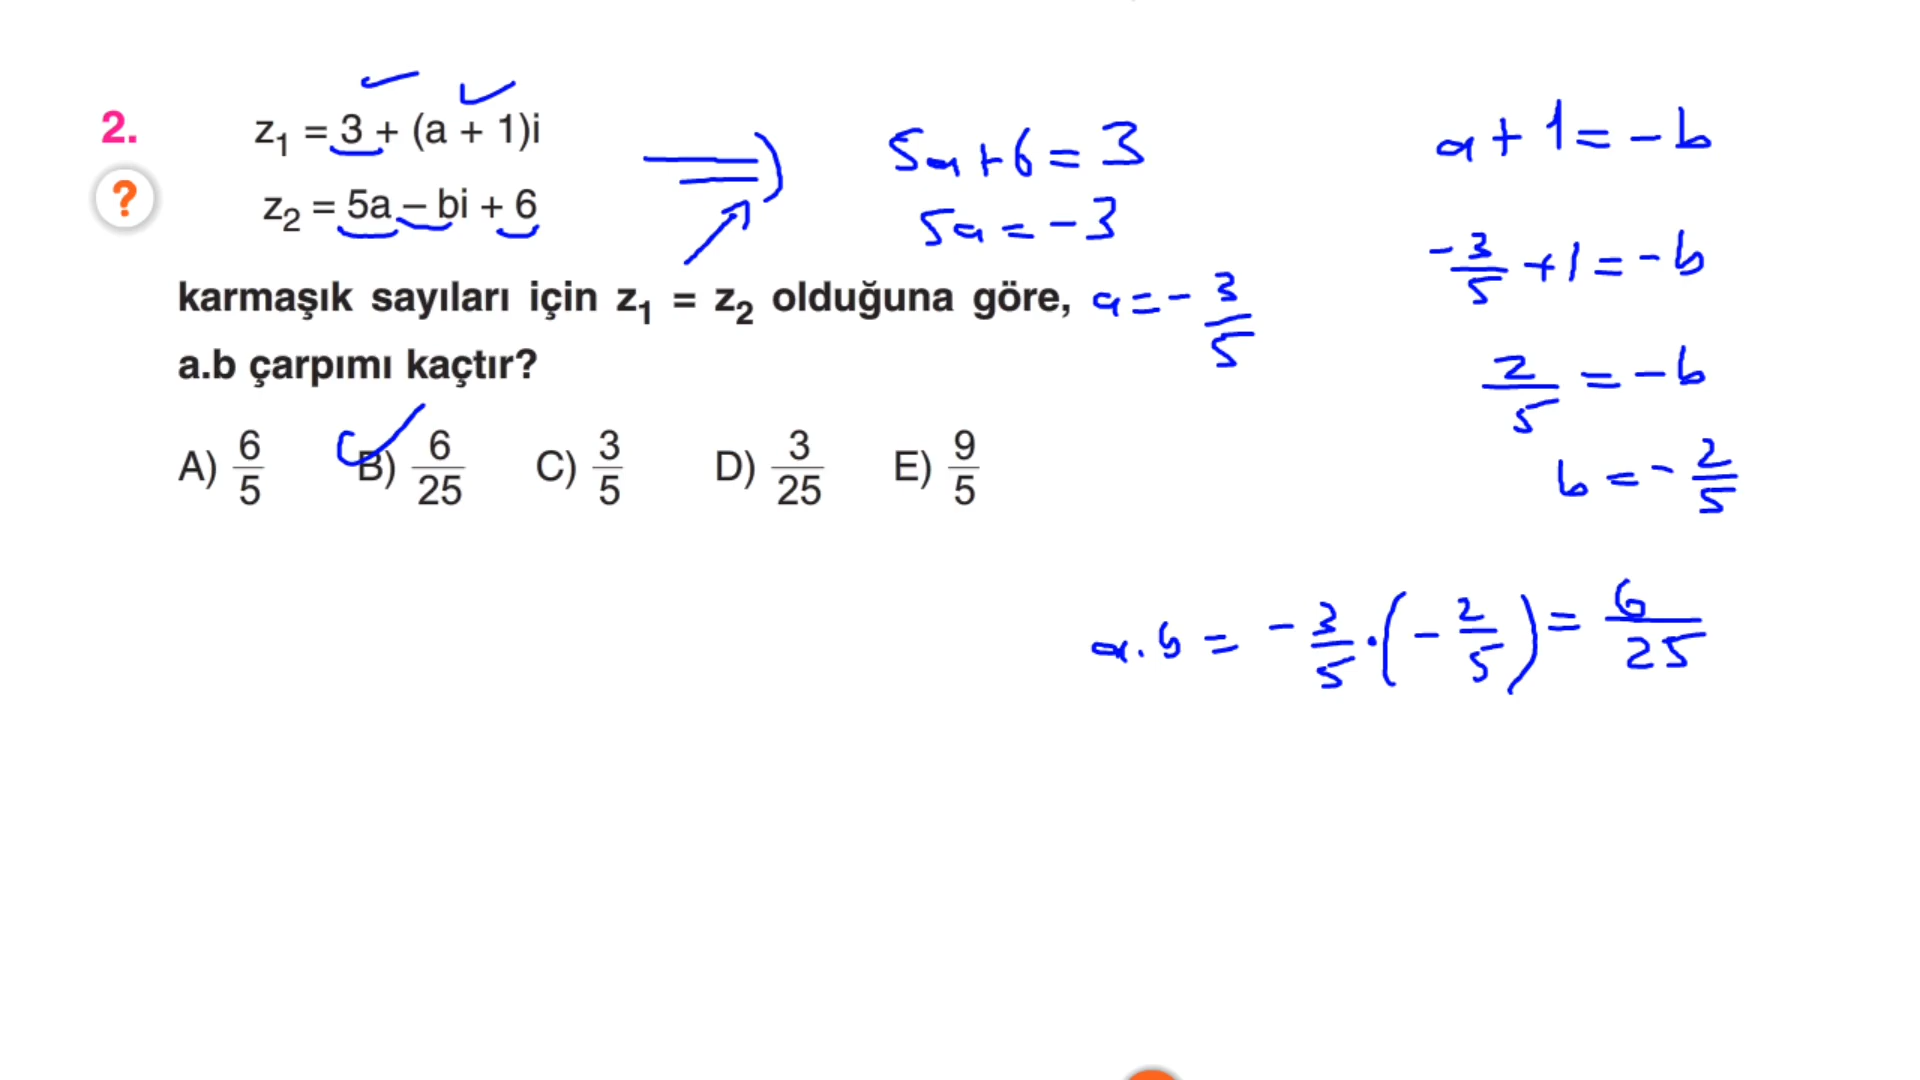 2. z₁ = 3 + (a + 1)i
? z₂ = 5a – bi + 6
karmaşık sayıları için z₁ = z₂ olduğuna göre,
a.b çarpımı kaçtır?
A) 6/5 B) 6/25 C) 3/5 D) 3/25 E) 9/5
5a+6=3
5a=-3
a=-3/5
a+1=-b
-3/5+1=-b
2/5=-b
b=-2/5
a.b = -3/5·(-2/5)=6/25